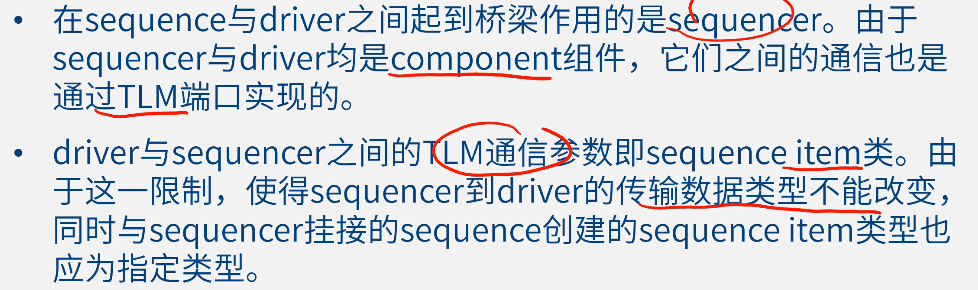 • 在sequence与driver之间起到桥梁作用的是sequencer。由于
sequencer与driver均是component组件，它们之间的通信也是
通过TLM端口实现的。
• driver与sequencer之间的TLM通信参数即sequence item类。由
于这一限制，使得sequencer到driver的传输数据类型不能改变，
同时与sequencer挂接的sequence创建的sequence item类型也
应为指定类型。